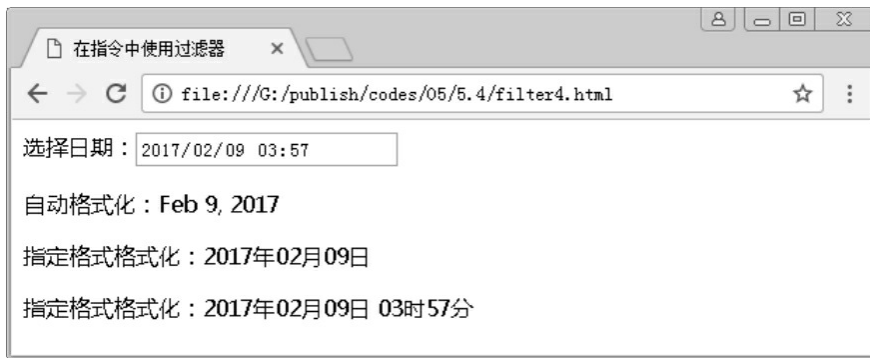 在指令中使用过滤器
file:///G:/publish/codes/05/5.4/filter4.html
选择日期：2017/02/09 03:57
自动格式化：Feb 9, 2017
指定格式格式化：2017年02月09日
指定格式格式化：2017年02月09日 03时57分